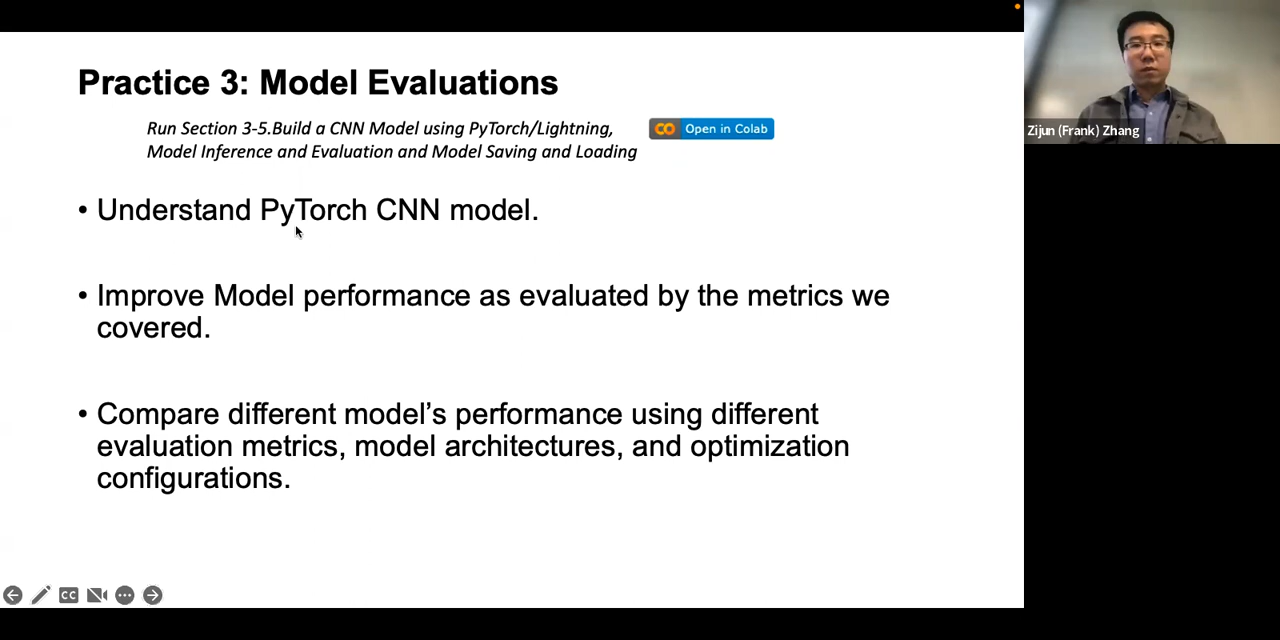 Practice 3: Model Evaluations
Run Section 3-5.Build a CNN Model using PyTorch/Lightning,
Model Inference and Evaluation and Model Saving and Loading
CO Open in Colab
• Understand PyTorch CNN model.
• Improve Model performance as evaluated by the metrics we
covered.
• Compare different model’s performance using different
evaluation metrics, model architectures, and optimization
configurations.
Zijun (Frank) Zhang
CC